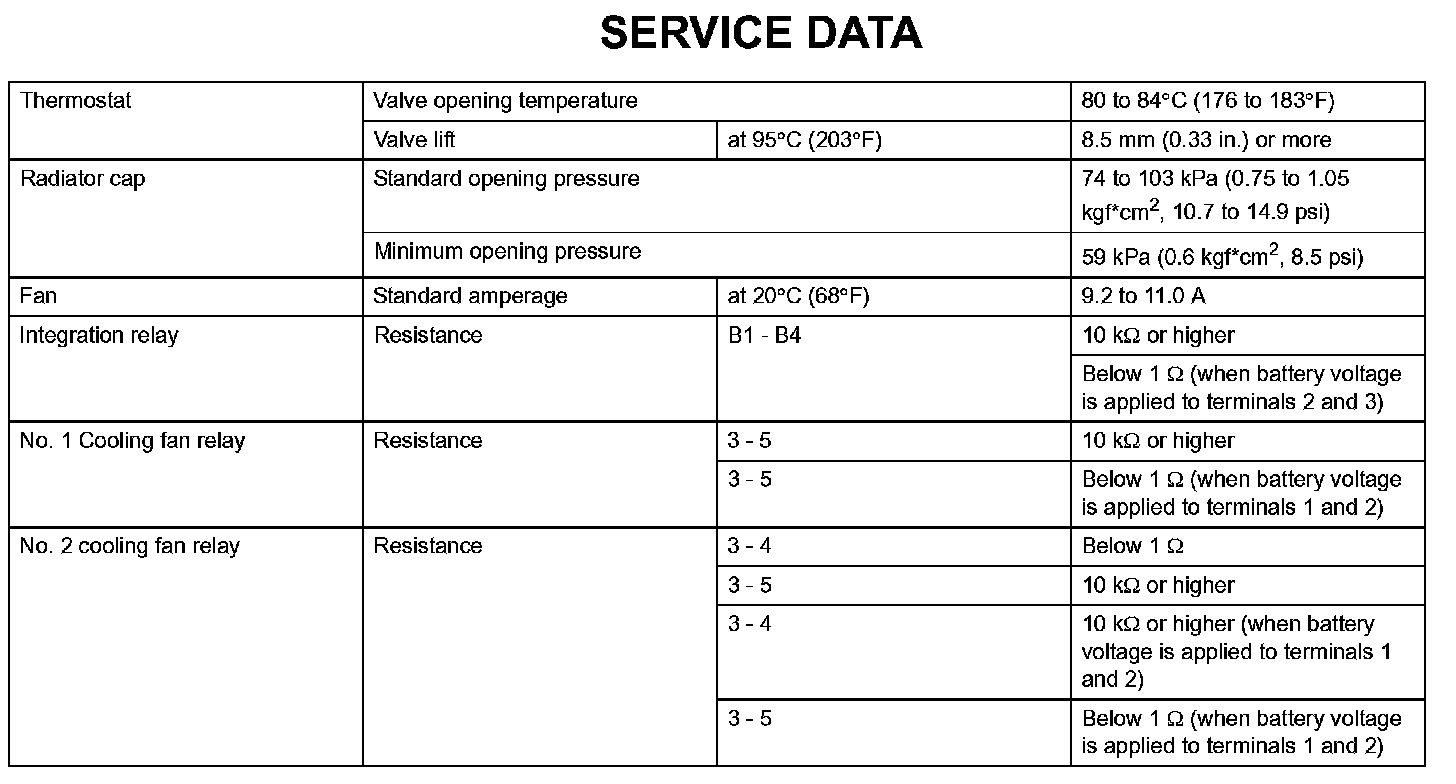 SERVICE DATA
Thermostat
Valve opening temperature
80 to 84°C (176 to 183°F)
Valve lift
at 95°C (203°F)
8.5 mm (0.33 in.) or more
Radiator cap
Standard opening pressure
74 to 103 kPa (0.75 to 1.05
kgf*cm², 10.7 to 14.9 psi)
Minimum opening pressure
59 kPa (0.6 kgf*cm², 8.5 psi)
Fan
Standard amperage
at 20°C (68°F)
9.2 to 11.0 A
Integration relay
Resistance
B1 - B4
10 kΩ or higher
Below 1 Ω (when battery voltage
is applied to terminals 2 and 3)
No. 1 Cooling fan relay
Resistance
3 - 5
10 kΩ or higher
3 - 5
Below 1 Ω (when battery voltage
is applied to terminals 1 and 2)
No. 2 cooling fan relay
Resistance
3 - 4
Below 1 Ω
3 - 5
10 kΩ or higher
3 - 4
10 kΩ or higher (when battery
voltage is applied to terminals 1
and 2)
3 - 5
Below 1 Ω (when battery voltage
is applied to terminals 1 and 2)